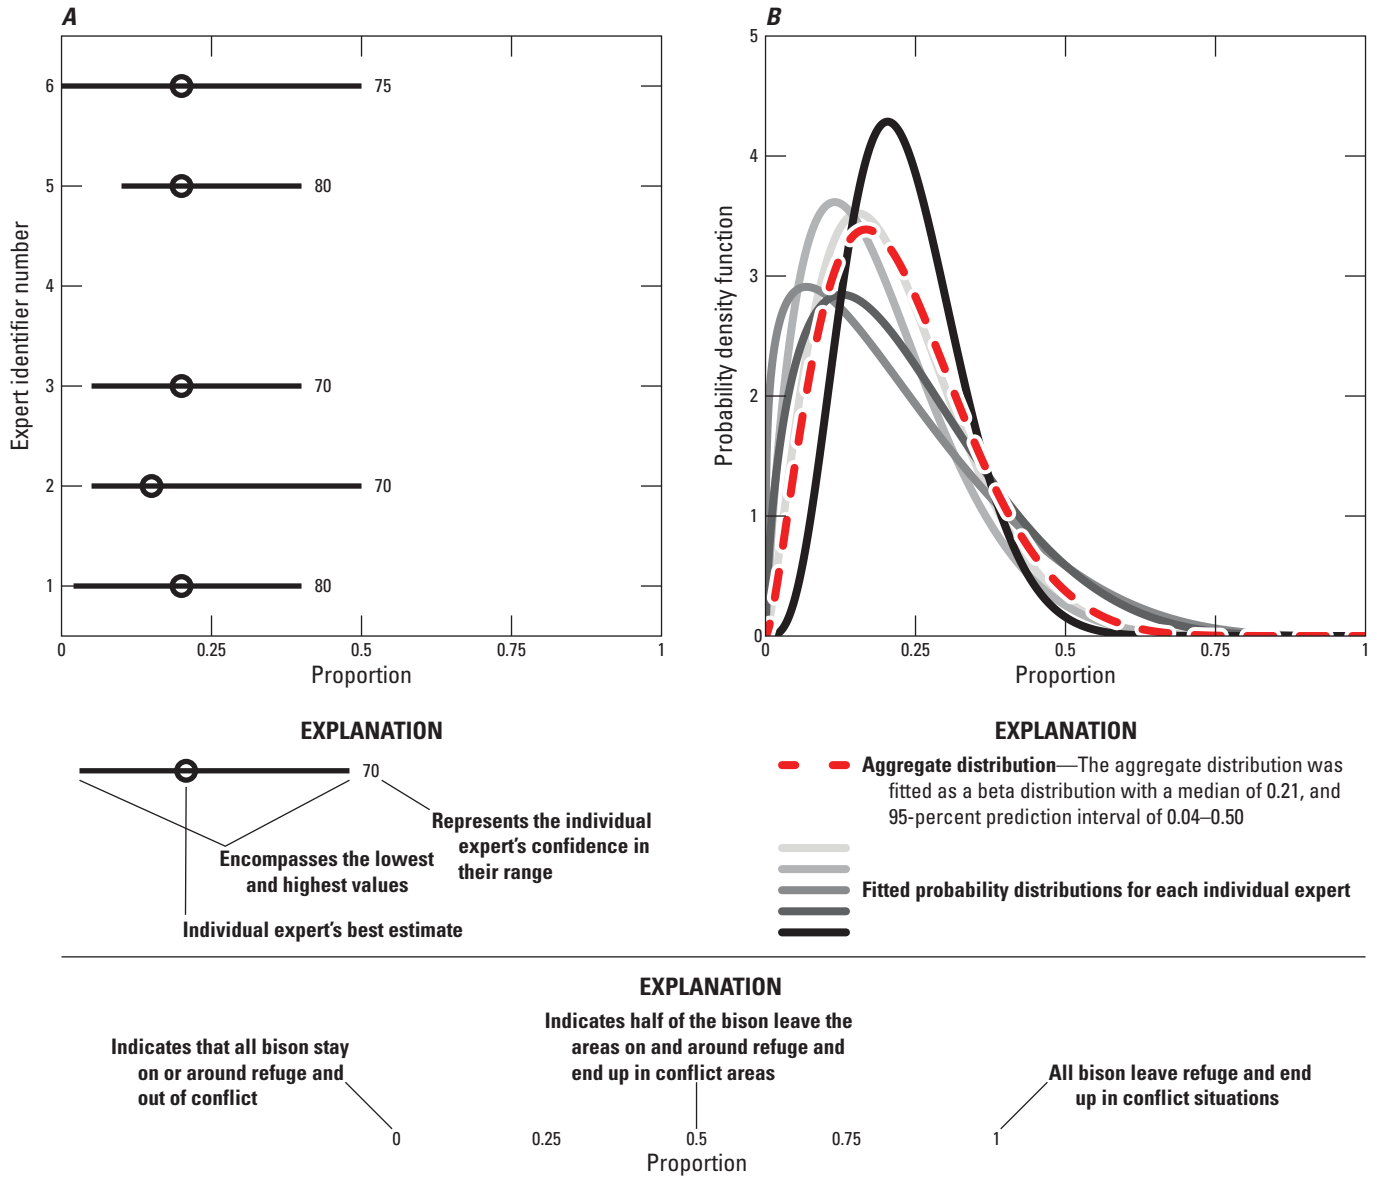 A
6
75
5
80
4
3
70
2
70
1
80
0
0.25
0.5
0.75
1
Proportion
Expert identifier number
B
5
4
3
2
1
0
0
0.25
0.5
0.75
1
Proportion
Probability density function
EXPLANATION
70
Represents the individual
expert's confidence in
their range
Encompasses the lowest
and highest values
Individual expert's best estimate
EXPLANATION
Aggregate distribution—The aggregate distribution was
fitted as a beta distribution with a median of 0.21, and
95-percent prediction interval of 0.04–0.50
Fitted probability distributions for each individual expert
EXPLANATION
Indicates that all bison stay
on or around refuge and
out of conflict
Indicates half of the bison leave the
areas on and around refuge and
end up in conflict areas
All bison leave refuge and end
up in conflict situations
0
0.25
0.5
0.75
1
Proportion